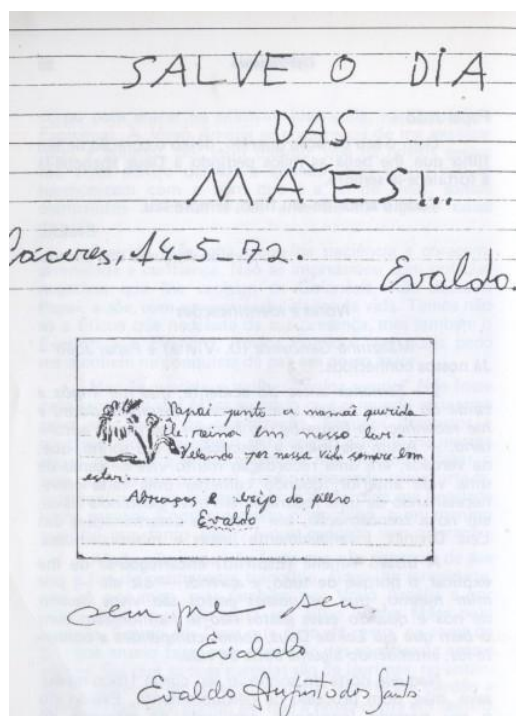 SALVE O DIA
DAS
MÃES...
Cáceres, 14-5-72.
Evaldo.
Papai junto a mamãe querida
Ele reina em nosso lar.
Velando por nossa vida sempre em
estar.
Abraços e beijo do filho
Evaldo
Sempre seu
Evaldo
Evaldo Augusto dos Santos